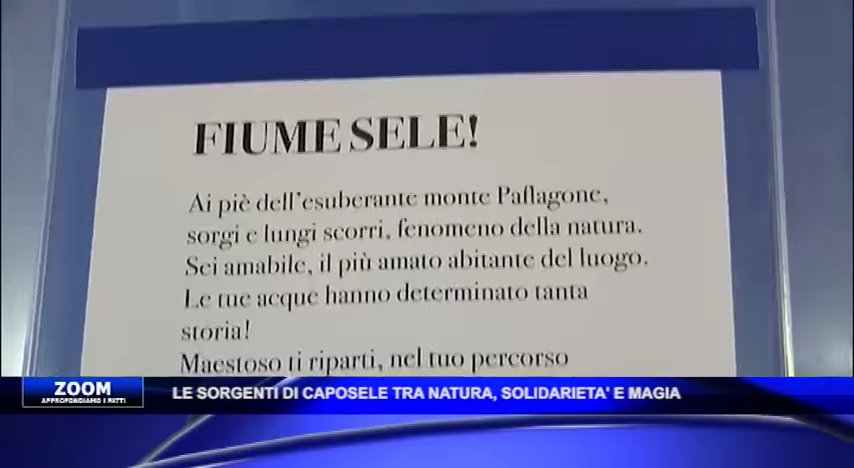 FIUME SELE!
Ai piè dell'esuberante monte Paflagone,
sorgi e lungi scorri, fenomeno della natura.
Sei amabile, il più amato abitante del luogo.
Le tue acque hanno determinato tanta
storia!
Maestoso ti riparti, nel tuo percorso
ZOOM
APPROFONDIAMO I FATTI
LE SORGENTI DI CAPOSELE TRA NATURA, SOLIDARIETA' E MAGIA